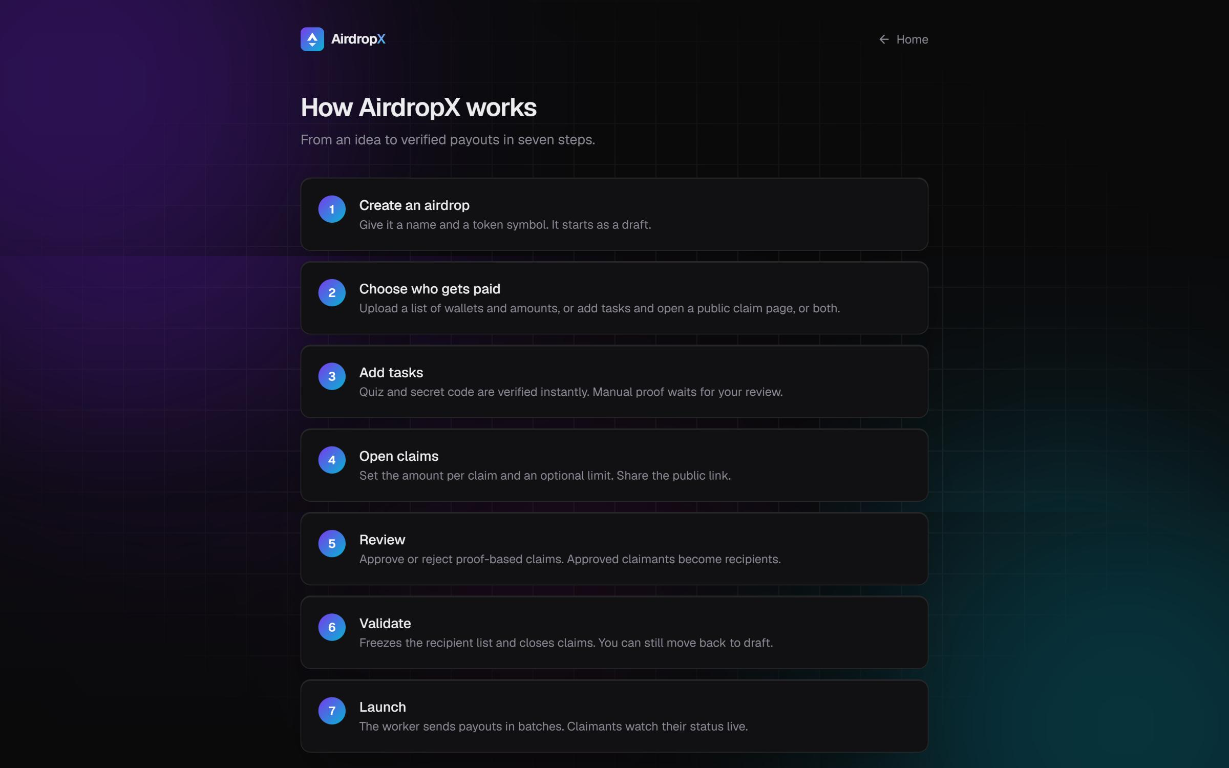 AirdropX
Home
How AirdropX works
From an idea to verified payouts in seven steps.
1
Create an airdrop
Give it a name and a token symbol. It starts as a draft.
2
Choose who gets paid
Upload a list of wallets and amounts, or add tasks and open a public claim page, or both.
3
Add tasks
Quiz and secret code are verified instantly. Manual proof waits for your review.
4
Open claims
Set the amount per claim and an optional limit. Share the public link.
5
Review
Approve or reject proof-based claims. Approved claimants become recipients.
6
Validate
Freezes the recipient list and closes claims. You can still move back to draft.
7
Launch
The worker sends payouts in batches. Claimants watch their status live.